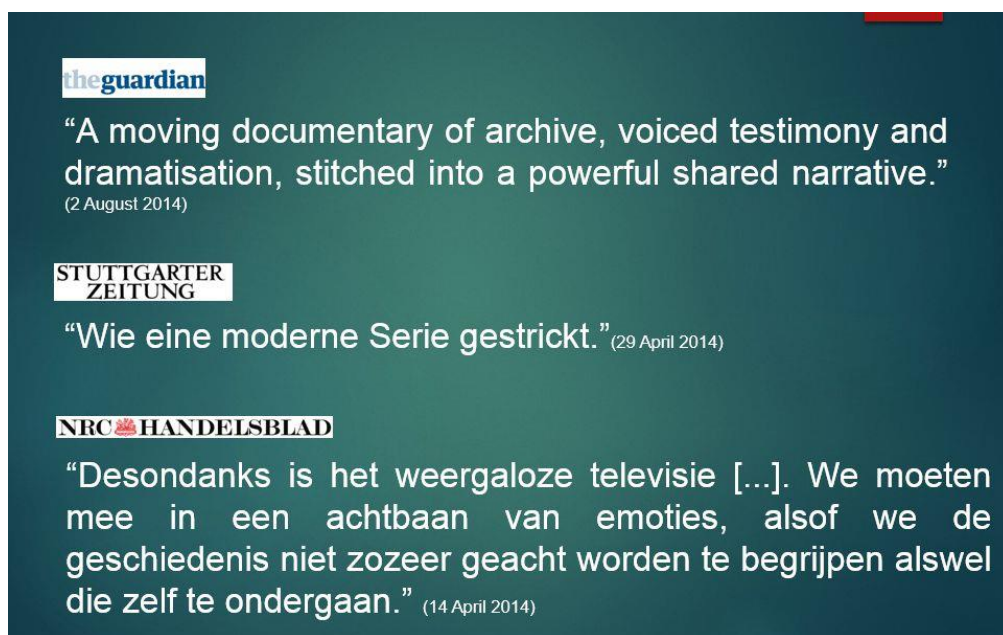 theguardian
“A moving documentary of archive, voiced testimony and
dramatisation, stitched into a powerful shared narrative.”
(2 August 2014)
STUTTGARTER
ZEITUNG
“Wie eine moderne Serie gestrickt.”(29 April 2014)
NRC HANDELSBLAD
“Desondanks is het weergaloze televisie [...]. We moeten
mee in een achtbaan van emoties, alsof we de
geschiedenis niet zozeer geacht worden te begrijpen alswel
die zelf te ondergaan.” (14 April 2014)